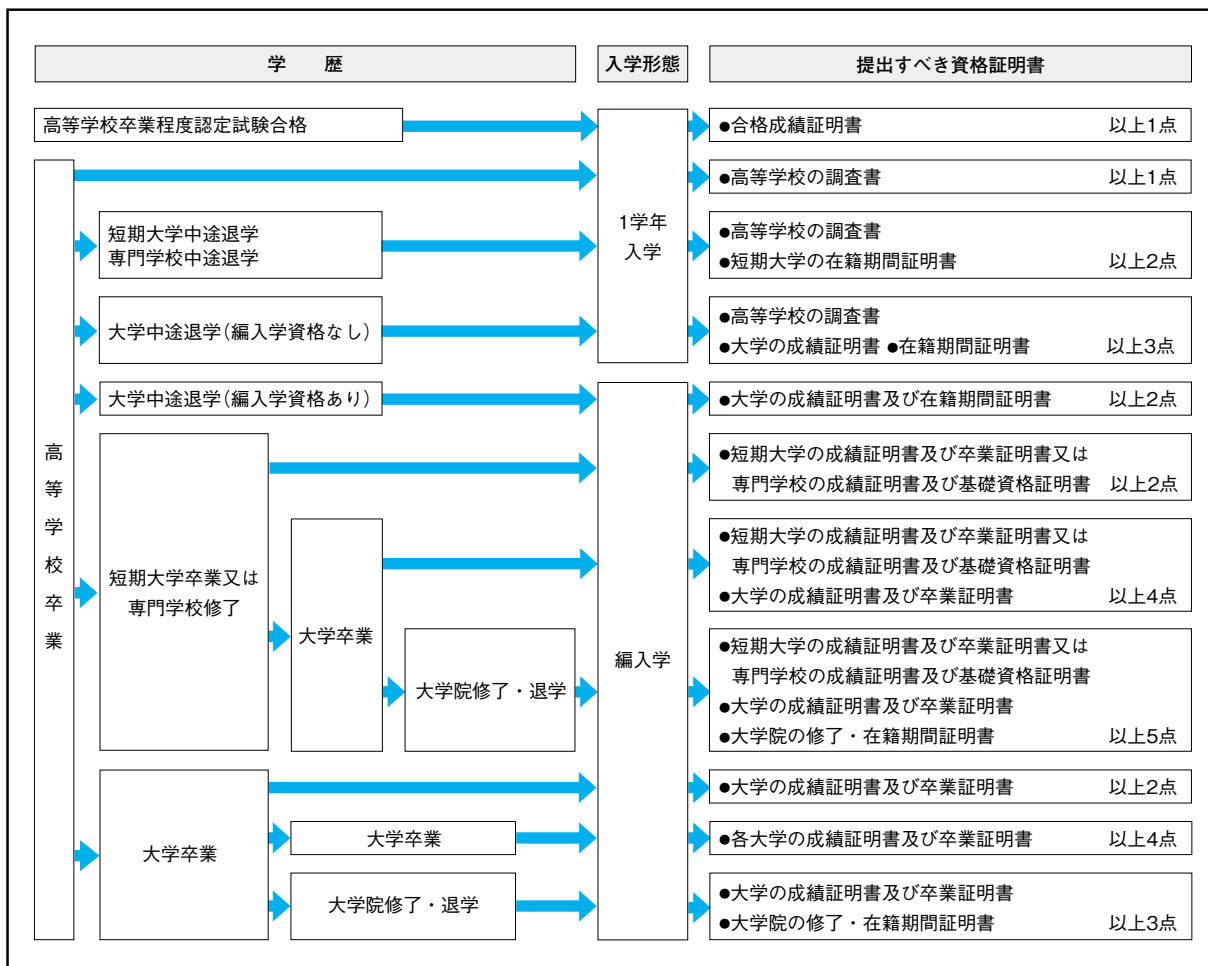 学　歴
入学形態
提出すべき資格証明書
高等学校卒業程度認定試験合格
●合格成績証明書　以上1点
高等学校卒業
1学年
入学
●高等学校の調査書　以上1点
短期大学中途退学
専門学校中途退学
●高等学校の調査書
●短期大学の在籍期間証明書　以上2点
大学中途退学（編入学資格なし）
●高等学校の調査書
●大学の成績証明書 ●在籍期間証明書　以上3点
大学中途退学（編入学資格あり）
編入学
●大学の成績証明書及び在籍期間証明書　以上2点
短期大学卒業又は
専門学校修了
●短期大学の成績証明書及び卒業証明書又は
専門学校の成績証明書及び基礎資格証明書　以上2点
大学卒業
●短期大学の成績証明書及び卒業証明書又は
専門学校の成績証明書及び基礎資格証明書
●大学の成績証明書及び卒業証明書　以上4点
大学院修了・退学
●短期大学の成績証明書及び卒業証明書又は
専門学校の成績証明書及び基礎資格証明書
●大学の成績証明書及び卒業証明書
●大学院の修了・在籍期間証明書　以上5点
大学卒業
●大学の成績証明書及び卒業証明書　以上2点
大学卒業
●各大学の成績証明書及び卒業証明書　以上4点
大学院修了・退学
●大学の成績証明書及び卒業証明書
●大学院の修了・在籍期間証明書　以上3点